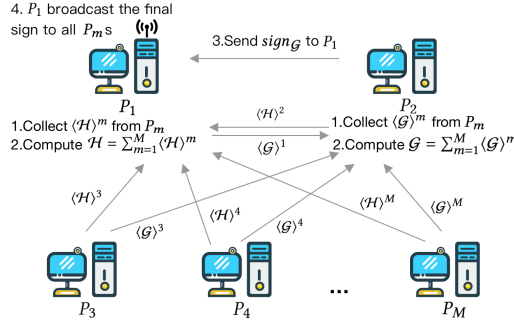 4. P₁ broadcast the final
sign to all Pₘs
3.Send sign_𝒢 to P₁
P₁
P₂
1.Collect ⟨ℋ⟩ᵐ from Pₘ
2.Compute ℋ = ∑ᴹₘ₌₁⟨ℋ⟩ᵐ
⟨ℋ⟩²
⟨𝒢⟩¹
1.Collect ⟨𝒢⟩ᵐ from Pₘ
2.Compute 𝒢 = ∑ᴹₘ₌₁⟨𝒢⟩ᵐ
⟨ℋ⟩³
⟨𝒢⟩³
⟨ℋ⟩⁴
⟨𝒢⟩⁴
⟨ℋ⟩ᴹ
⟨𝒢⟩ᴹ
...
P₃
P₄
P_M